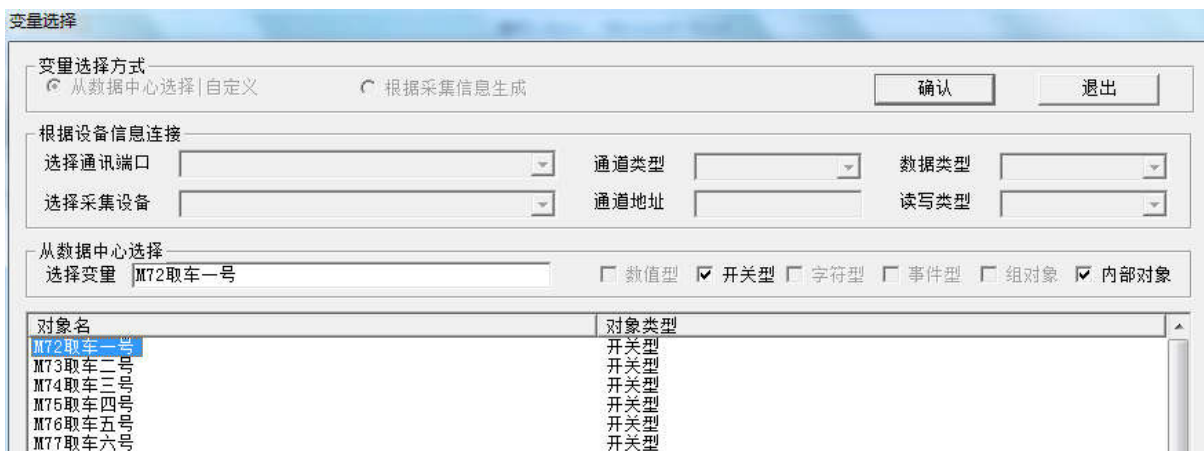 变量选择
变量选择方式
从数据中心选择|自定义 根据采集信息生成 确认 退出
根据设备信息连接
选择通讯端口 通道类型 数据类型
选择采集设备 通道地址 读写类型
从数据中心选择
选择变量 M72取车一号 数值型 开关型 字符型 事件型 组对象 内部对象
对象名 对象类型
M72取车一号 开关型
M73取车二号 开关型
M74取车三号 开关型
M75取车四号 开关型
M76取车五号 开关型
M77取车六号 开关型